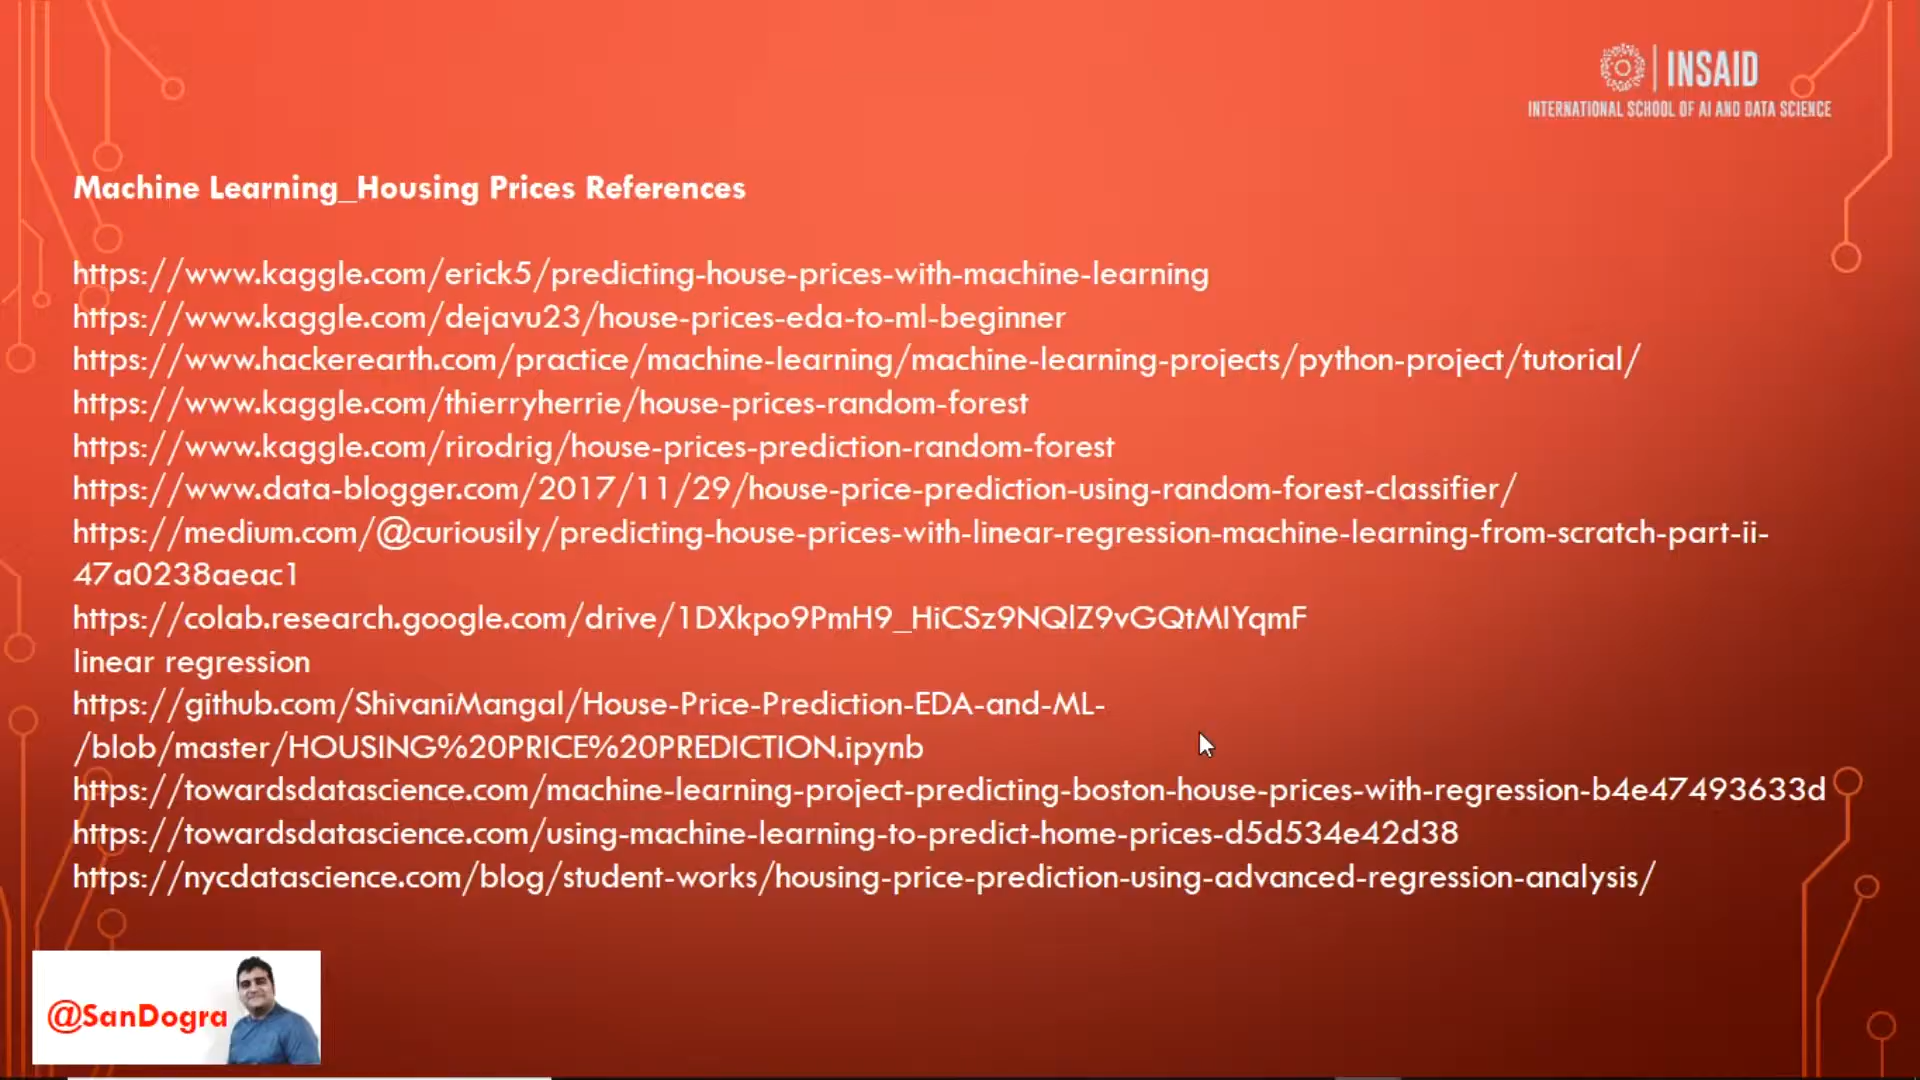 INSAID
INTERNATIONAL SCHOOL OF AI AND DATA SCIENCE
Machine Learning_Housing Prices References
https://www.kaggle.com/erick5/predicting-house-prices-with-machine-learning
https://www.kaggle.com/dejavu23/house-prices-eda-to-ml-beginner
https://www.hackerearth.com/practice/machine-learning/machine-learning-projects/python-project/tutorial/
https://www.kaggle.com/thierryherrie/house-prices-random-forest
https://www.kaggle.com/rirodrig/house-prices-prediction-random-forest
https://www.data-blogger.com/2017/11/29/house-price-prediction-using-random-forest-classifier/
https://medium.com/@curiousily/predicting-house-prices-with-linear-regression-machine-learning-from-scratch-part-ii-
47a0238aeac1
https://colab.research.google.com/drive/1DXkpo9PmH9_HiCSz9NQlZ9vGQtMIYqmF
linear regression
https://github.com/ShivaniMangal/House-Price-Prediction-EDA-and-ML-
/blob/master/HOUSING%20PRICE%20PREDICTION.ipynb
https://towardsdatascience.com/machine-learning-project-predicting-boston-house-prices-with-regression-b4e47493633d
https://towardsdatascience.com/using-machine-learning-to-predict-home-prices-d5d534e42d38
https://nycdatascience.com/blog/student-works/housing-price-prediction-using-advanced-regression-analysis/
@SanDogra